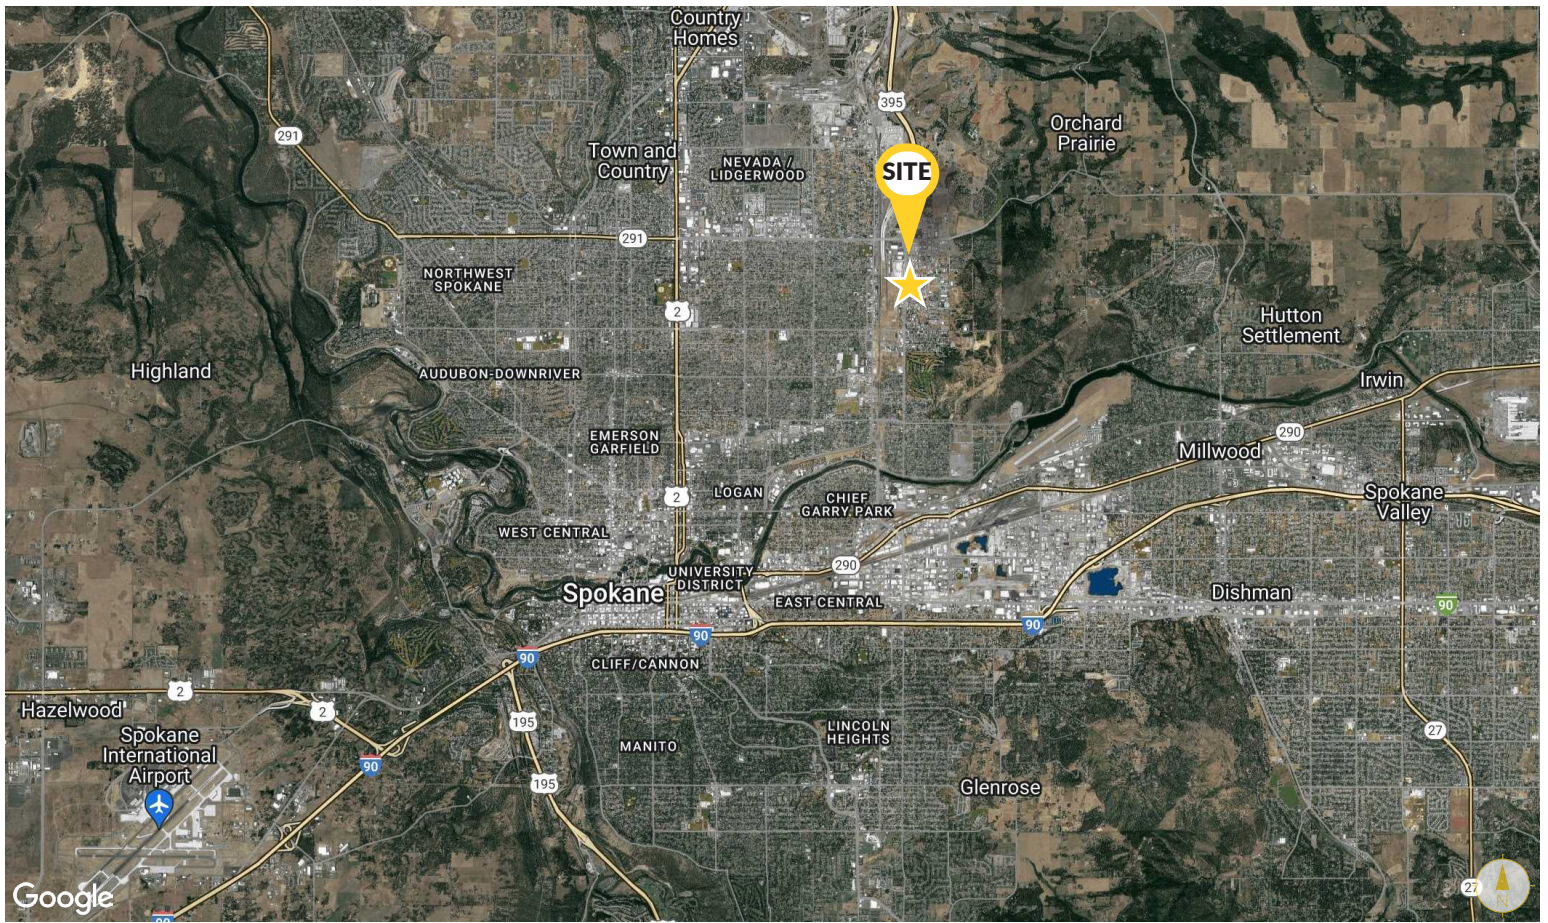 Country
Homes
395
291
Orchard
Prairie
Town and
Country
NEVADA /
LIDGERWOOD
SITE
291
NORTHWEST
SPOKANE
2
Hutton
Settlement
Highland
AUDUBON-DOWNRIVER
Irwin
EMERSON
GARFIELD
290
Millwood
2
LOGAN
CHIEF
GARRY PARK
Spokane
Valley
WEST CENTRAL
290
UNIVERSITY
DISTRICT
Spokane
EAST CENTRAL
Dishman
90
90
90
90
CLIFF/CANNON
2
Hazelwood
2
195
LINCOLN
HEIGHTS
27
MANITO
Spokane
International
Airport
90
195
Glenrose
27
N
Google
90